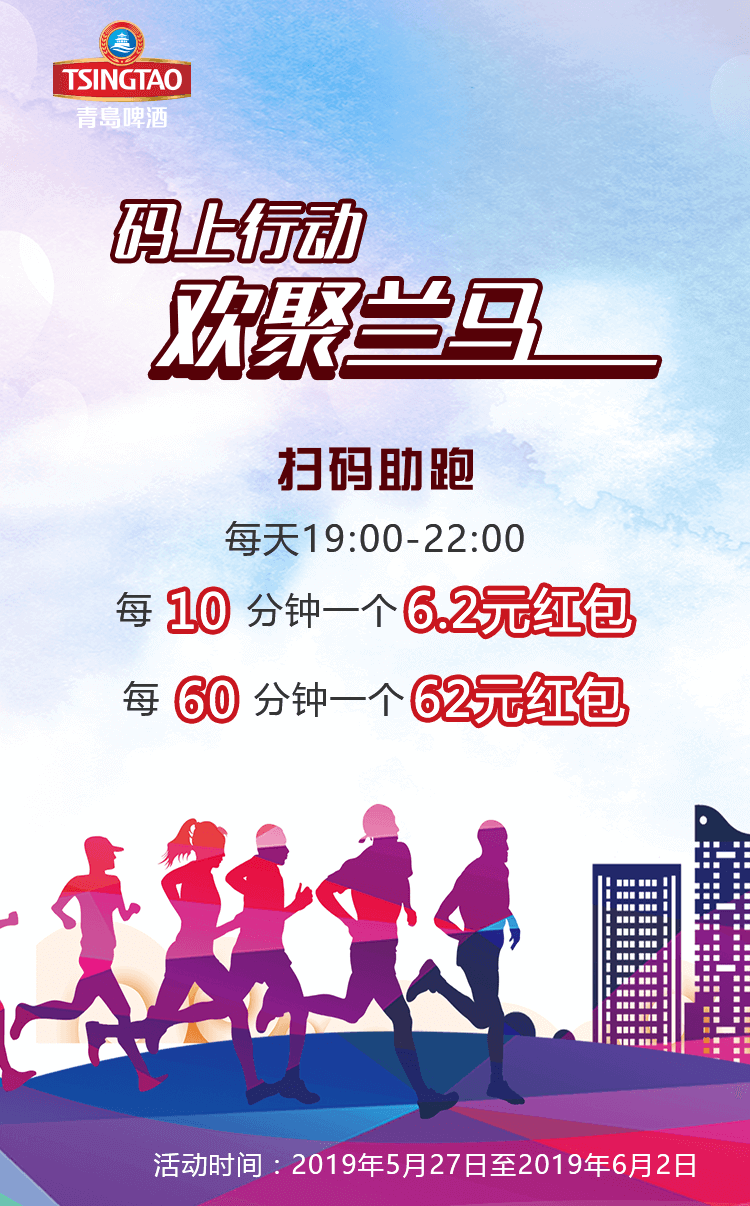 TSINGTAO
青島啤酒
码上行动
欢聚兰马
扫码助跑
每天19:00-22:00
每 10 分钟一个 6.2元红包
每 60 分钟一个 62元红包
活动时间：2019年5月27日至2019年6月2日